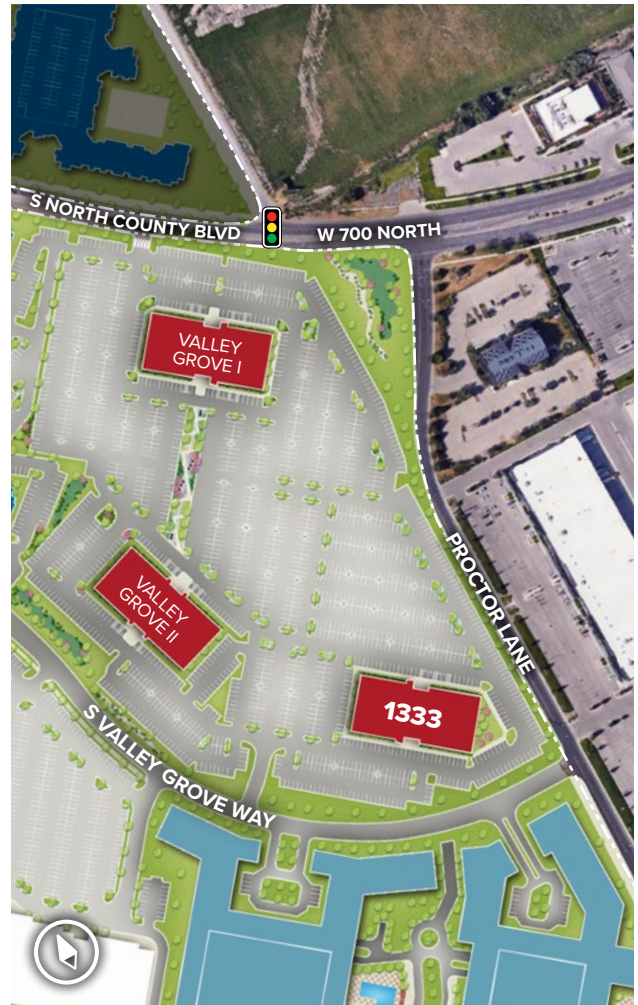 S NORTH COUNTY BLVD
W 700 NORTH
VALLEY
GROVE I
PROCTOR LANE
VALLEY
GROVE II
1333
S VALLEY GROVE WAY